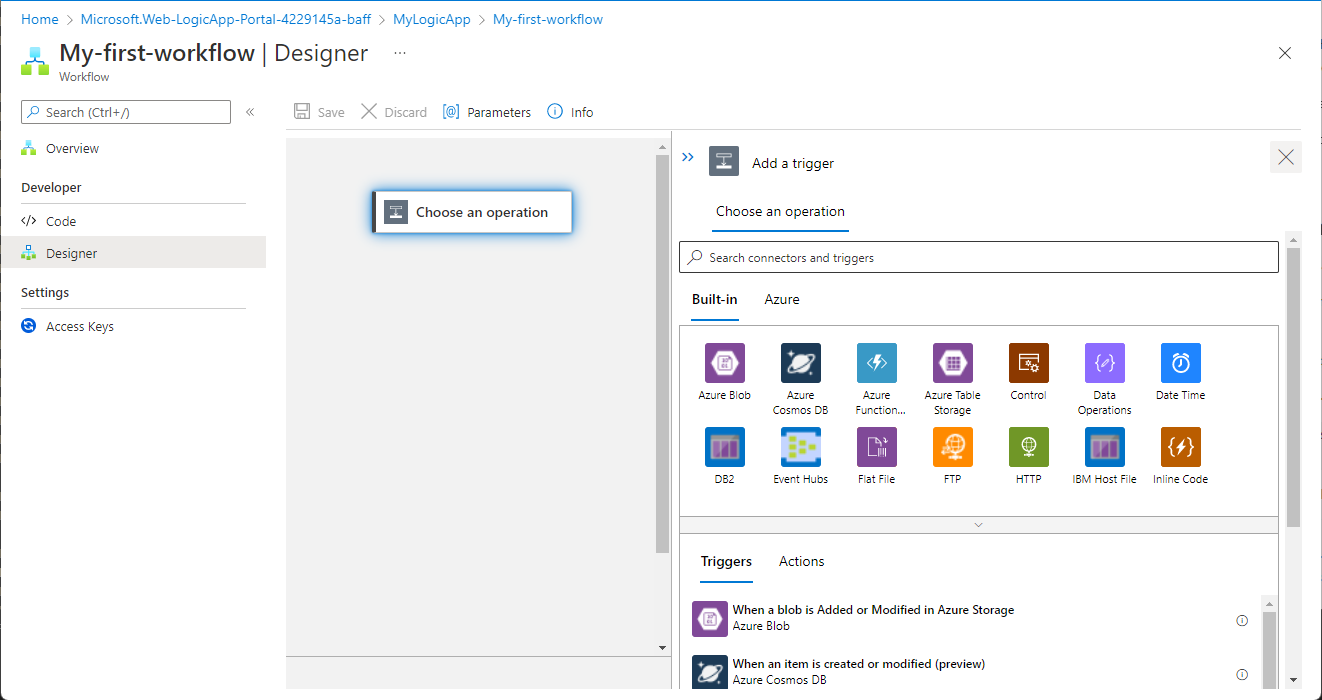 Home > Microsoft.Web-LogicApp-Portal-4229145a-baff > MyLogicApp > My-first-workflow
My-first-workflow | Designer ...
Workflow
Search (Ctrl+/)
«
Overview
Developer
</> Code
Designer
Settings
Access Keys
Save
Discard
[@] Parameters
Info
Choose an operation
Add a trigger
Choose an operation
Search connectors and triggers
Built-in
Azure
Azure Blob
Azure Cosmos DB
Azure Function...
Azure Table Storage
Control
Data Operations
Date Time
DB2
Event Hubs
Flat File
FTP
HTTP
IBM Host File
Inline Code
Triggers
Actions
When a blob is Added or Modified in Azure Storage
Azure Blob
When an item is created or modified (preview)
Azure Cosmos DB